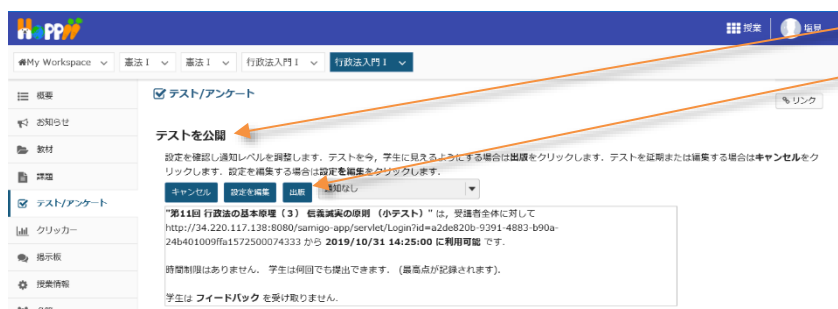 Hoppii
授業 塩見
My Workspace 憲法 I 憲法 I 行政法入門 I 行政法入門 I
概要
テスト/アンケート
リンク
お知らせ
テストを公開
教材
設定を確認し通知レベルを調整します. テストを今, 学生に見えるようにする場合は出版をクリックします. テストを延期または編集する場合はキャンセルをク
リックします. 設定を編集する場合は設定を編集をクリックします.
課題
キャンセル 設定を編集 出版 通知なし
テスト/アンケート
"第11回 行政法の基本原理（3） 信義誠実の原則 （小テスト）" は, 受講者全体に対して
http://34.220.117.138:8080/samigo-app/servlet/Login?id=a2de820b-9391-4883-b90a-
24b401009ffa1572500074333 から 2019/10/31 14:25:00 に利用可能 です.
クリッカー
掲示板
時間制限はありません. 学生は何回でも提出できます. (最高点が記録されます).
授業情報
学生は フィードバック を受け取りません.